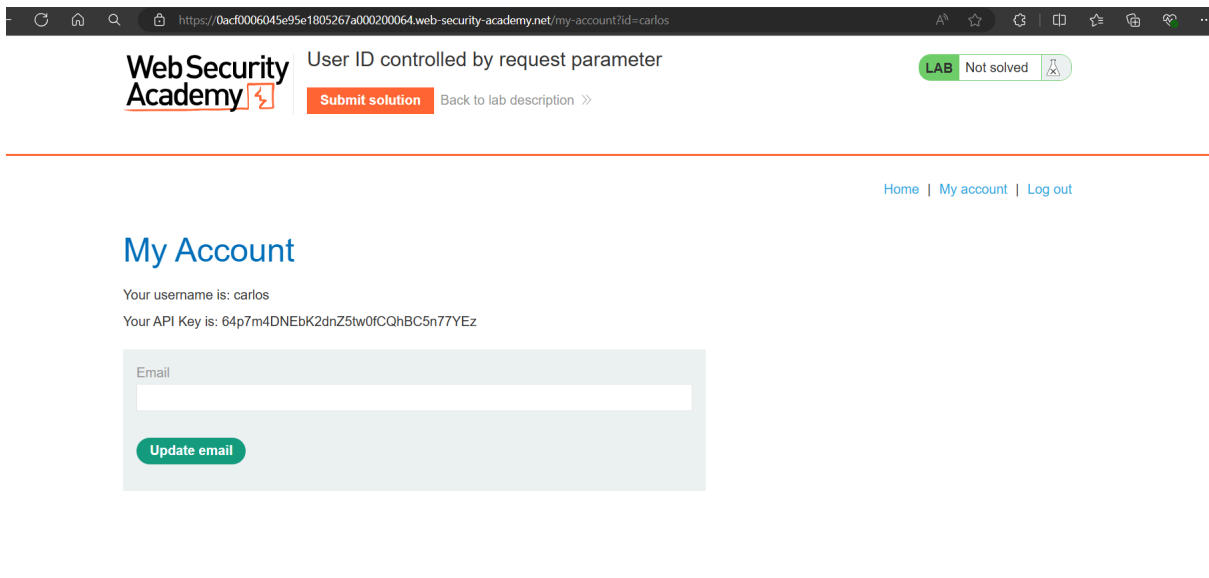 https://0acf0006045e95e1805267a000200064.web-security-academy.net/my-account?id=carlos
WebSecurity
Academy
User ID controlled by request parameter
LAB Not solved
Submit solution Back to lab description
Home | My account | Log out
My Account
Your username is: carlos
Your API Key is: 64p7m4DNEbK2dnZ5tw0fCQhBC5n77YEz
Email
Update email